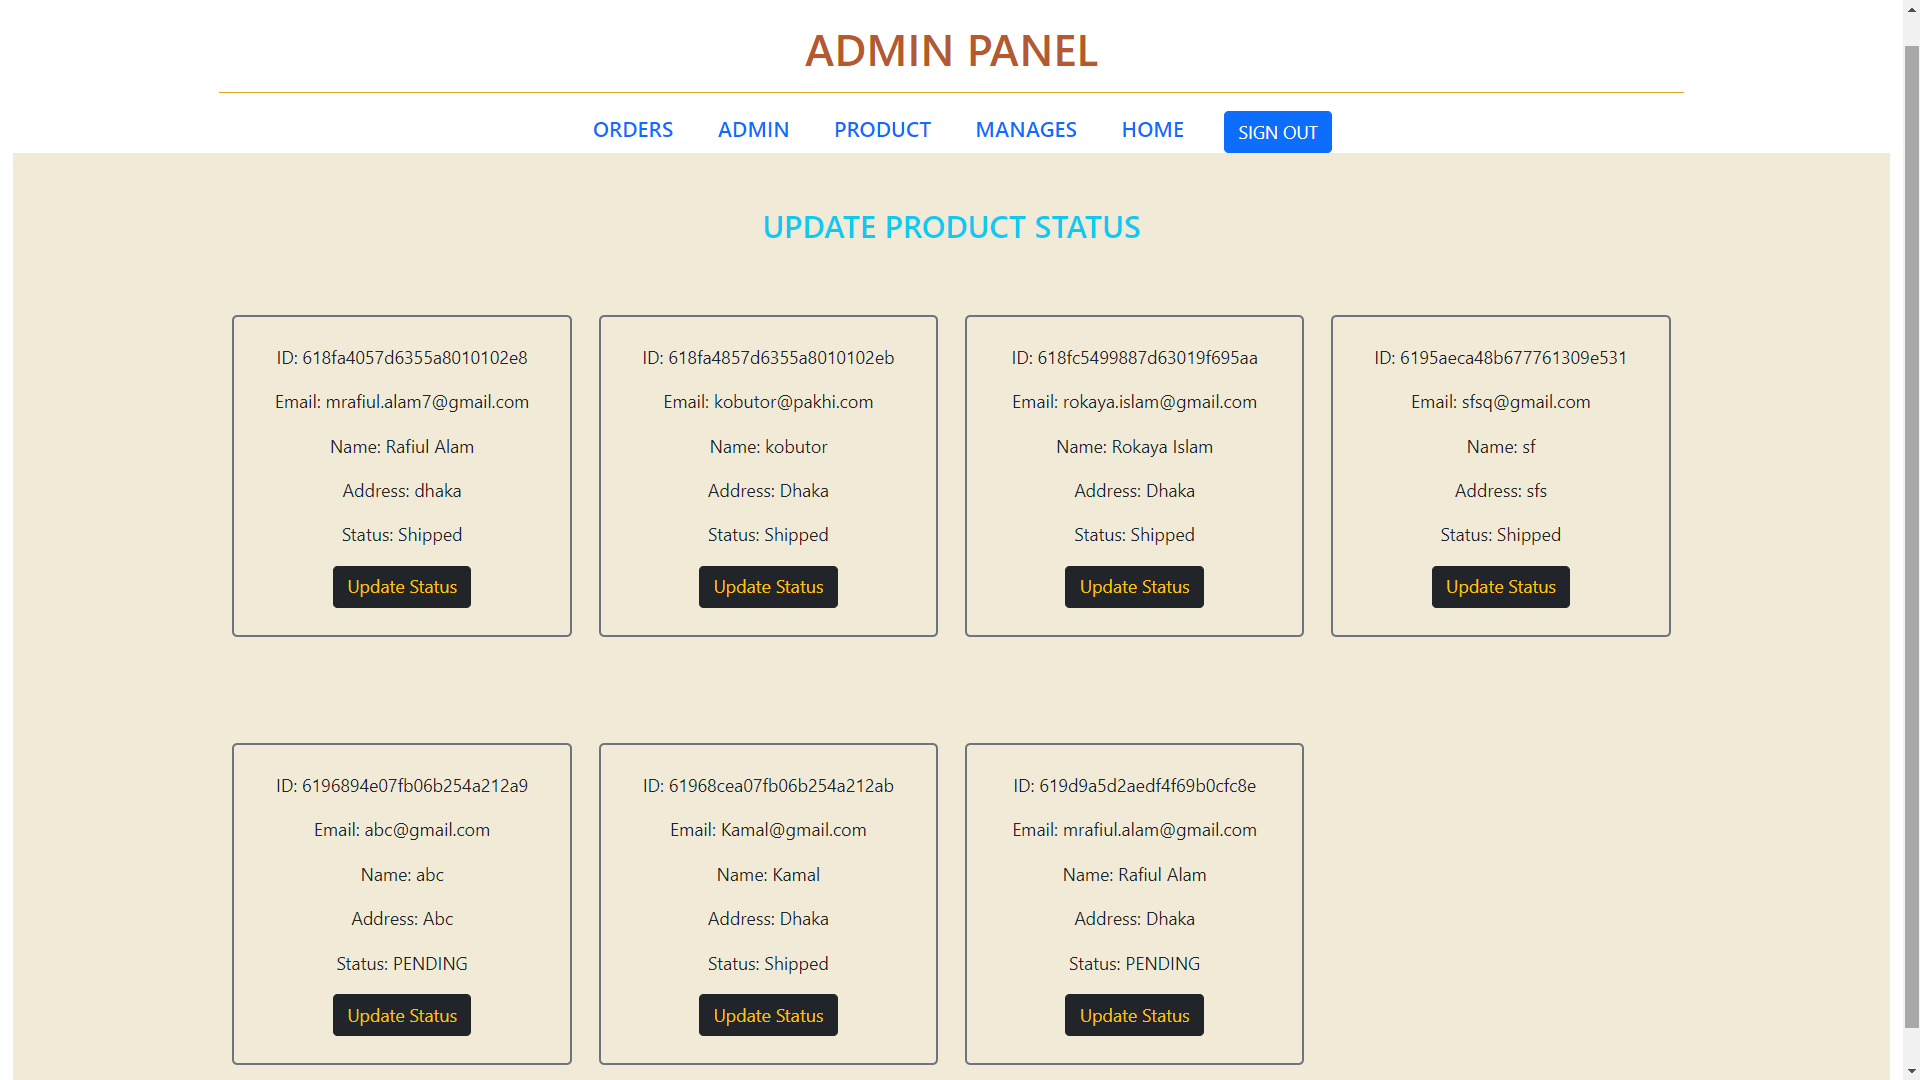 ADMIN PANEL
ORDERS ADMIN PRODUCT MANAGES HOME SIGN OUT
UPDATE PRODUCT STATUS
ID: 618fa4057d6355a8010102e8
Email: mrafiul.alam7@gmail.com
Name: Rafiul Alam
Address: dhaka
Status: Shipped
Update Status
ID: 618fa4857d6355a8010102eb
Email: kobutor@pakhi.com
Name: kobutor
Address: Dhaka
Status: Shipped
Update Status
ID: 618fc5499887d63019f695aa
Email: rokaya.islam@gmail.com
Name: Rokaya Islam
Address: Dhaka
Status: Shipped
Update Status
ID: 6195aeca48b677761309e531
Email: sfsq@gmail.com
Name: sf
Address: sfs
Status: Shipped
Update Status
ID: 6196894e07fb06b254a212a9
Email: abc@gmail.com
Name: abc
Address: Abc
Status: PENDING
Update Status
ID: 61968cea07fb06b254a212ab
Email: Kamal@gmail.com
Name: Kamal
Address: Dhaka
Status: Shipped
Update Status
ID: 619d9a5d2aedf4f69b0cfc8e
Email: mrafiul.alam@gmail.com
Name: Rafiul Alam
Address: Dhaka
Status: PENDING
Update Status